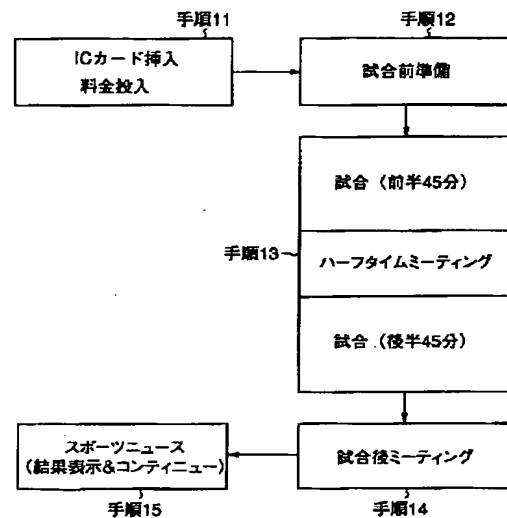 手順11
ICカード挿入
料金投入
手順12
試合前準備
試合（前半45分）
手順13
ハーフタイムミーティング
試合（後半45分）
スポーツニュース
（結果表示&コンティニュー）
手順15
試合後ミーティング
手順14